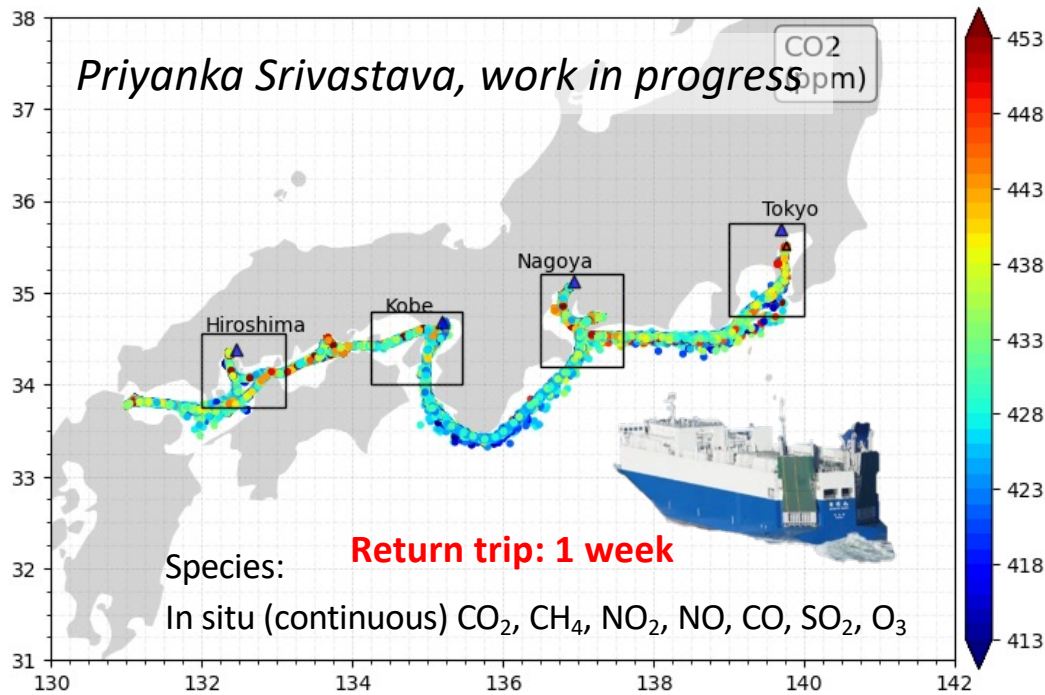 38
37
36
35
34
33
32
31
130
132
134
136
138
140
142
CO2
(ppm)
Priyanka Srivastava, work in progress
Tokyo
Nagoya
Kobe
Hiroshima
Return trip: 1 week
Species:
In situ (continuous) CO₂, CH₄, NO₂, NO, CO, SO₂, O₃
453
448
443
438
433
428
423
418
413